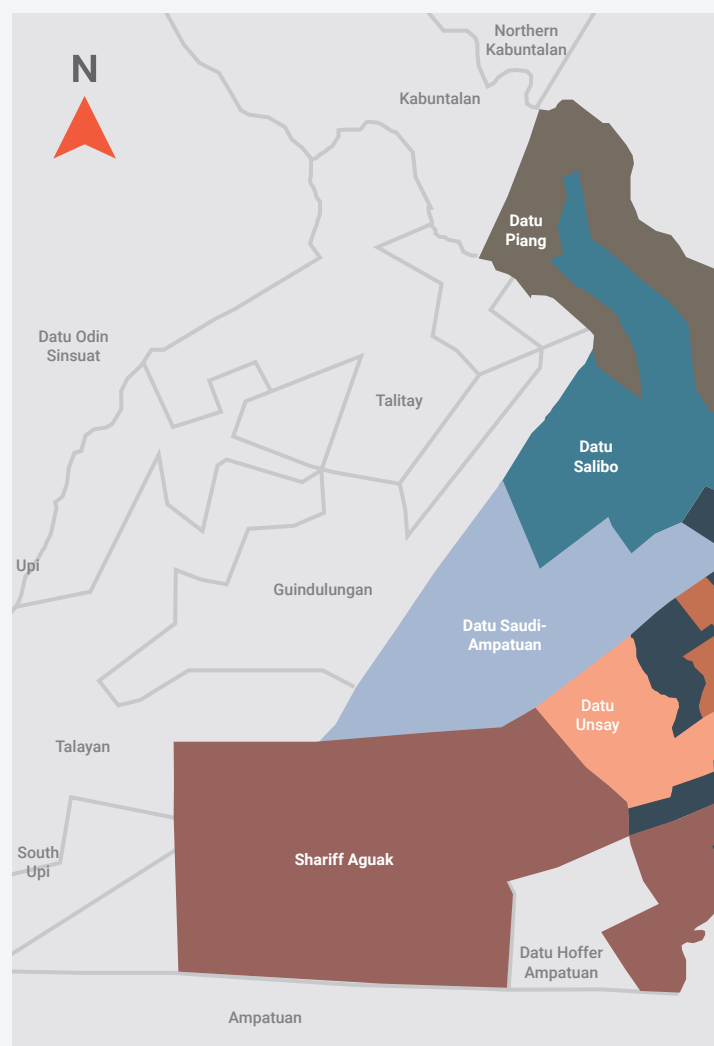 Northern
Kabuntalan
N
Kabuntalan
Datu
Piang
Datu Odin
Sinsuat
Talitay
Datu
Salibo
Upi
Guindulungan
Datu Saudi-
Ampatuan
Datu
Unsay
Talayan
South
Upi
Shariff Aguak
Datu Hoffer
Ampatuan
Ampatuan